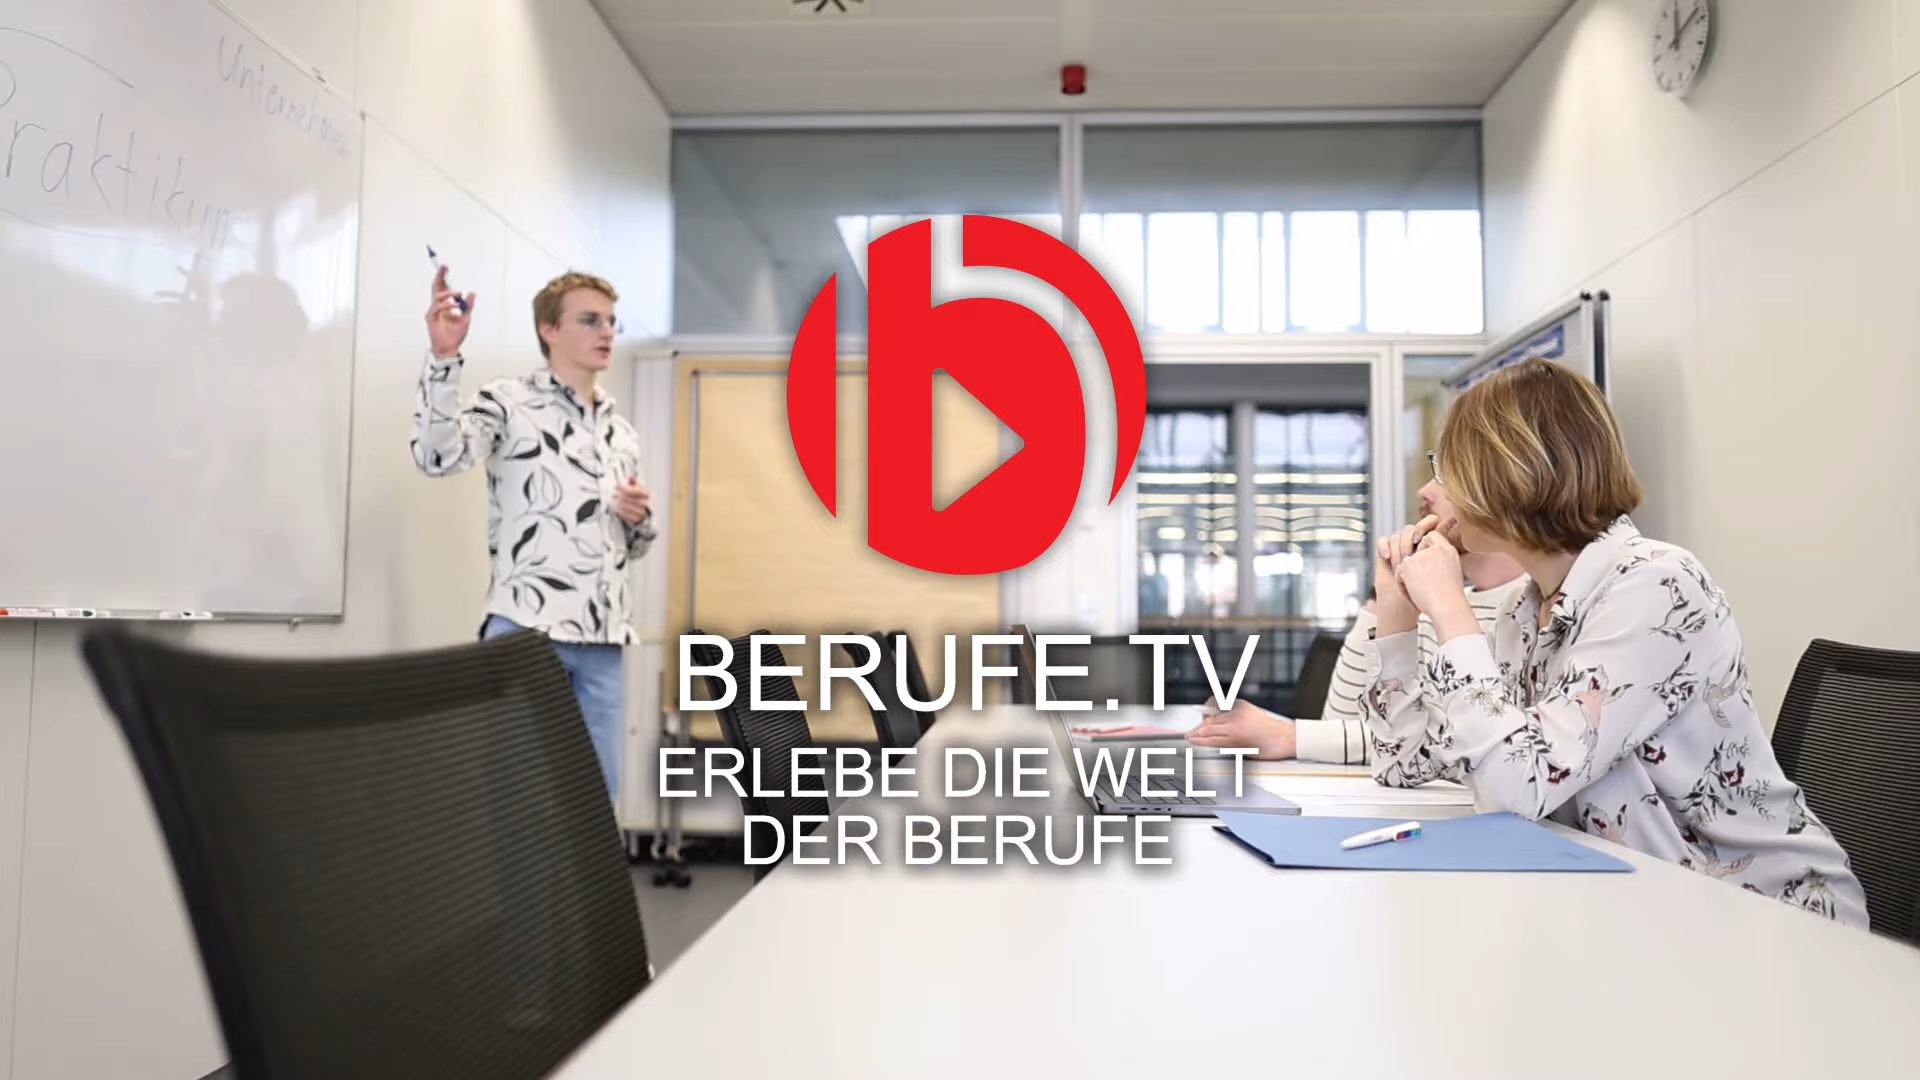 Unternehmen
Praktikum
BERUFE.TV
ERLEBE DIE WELT
DER BERUFE